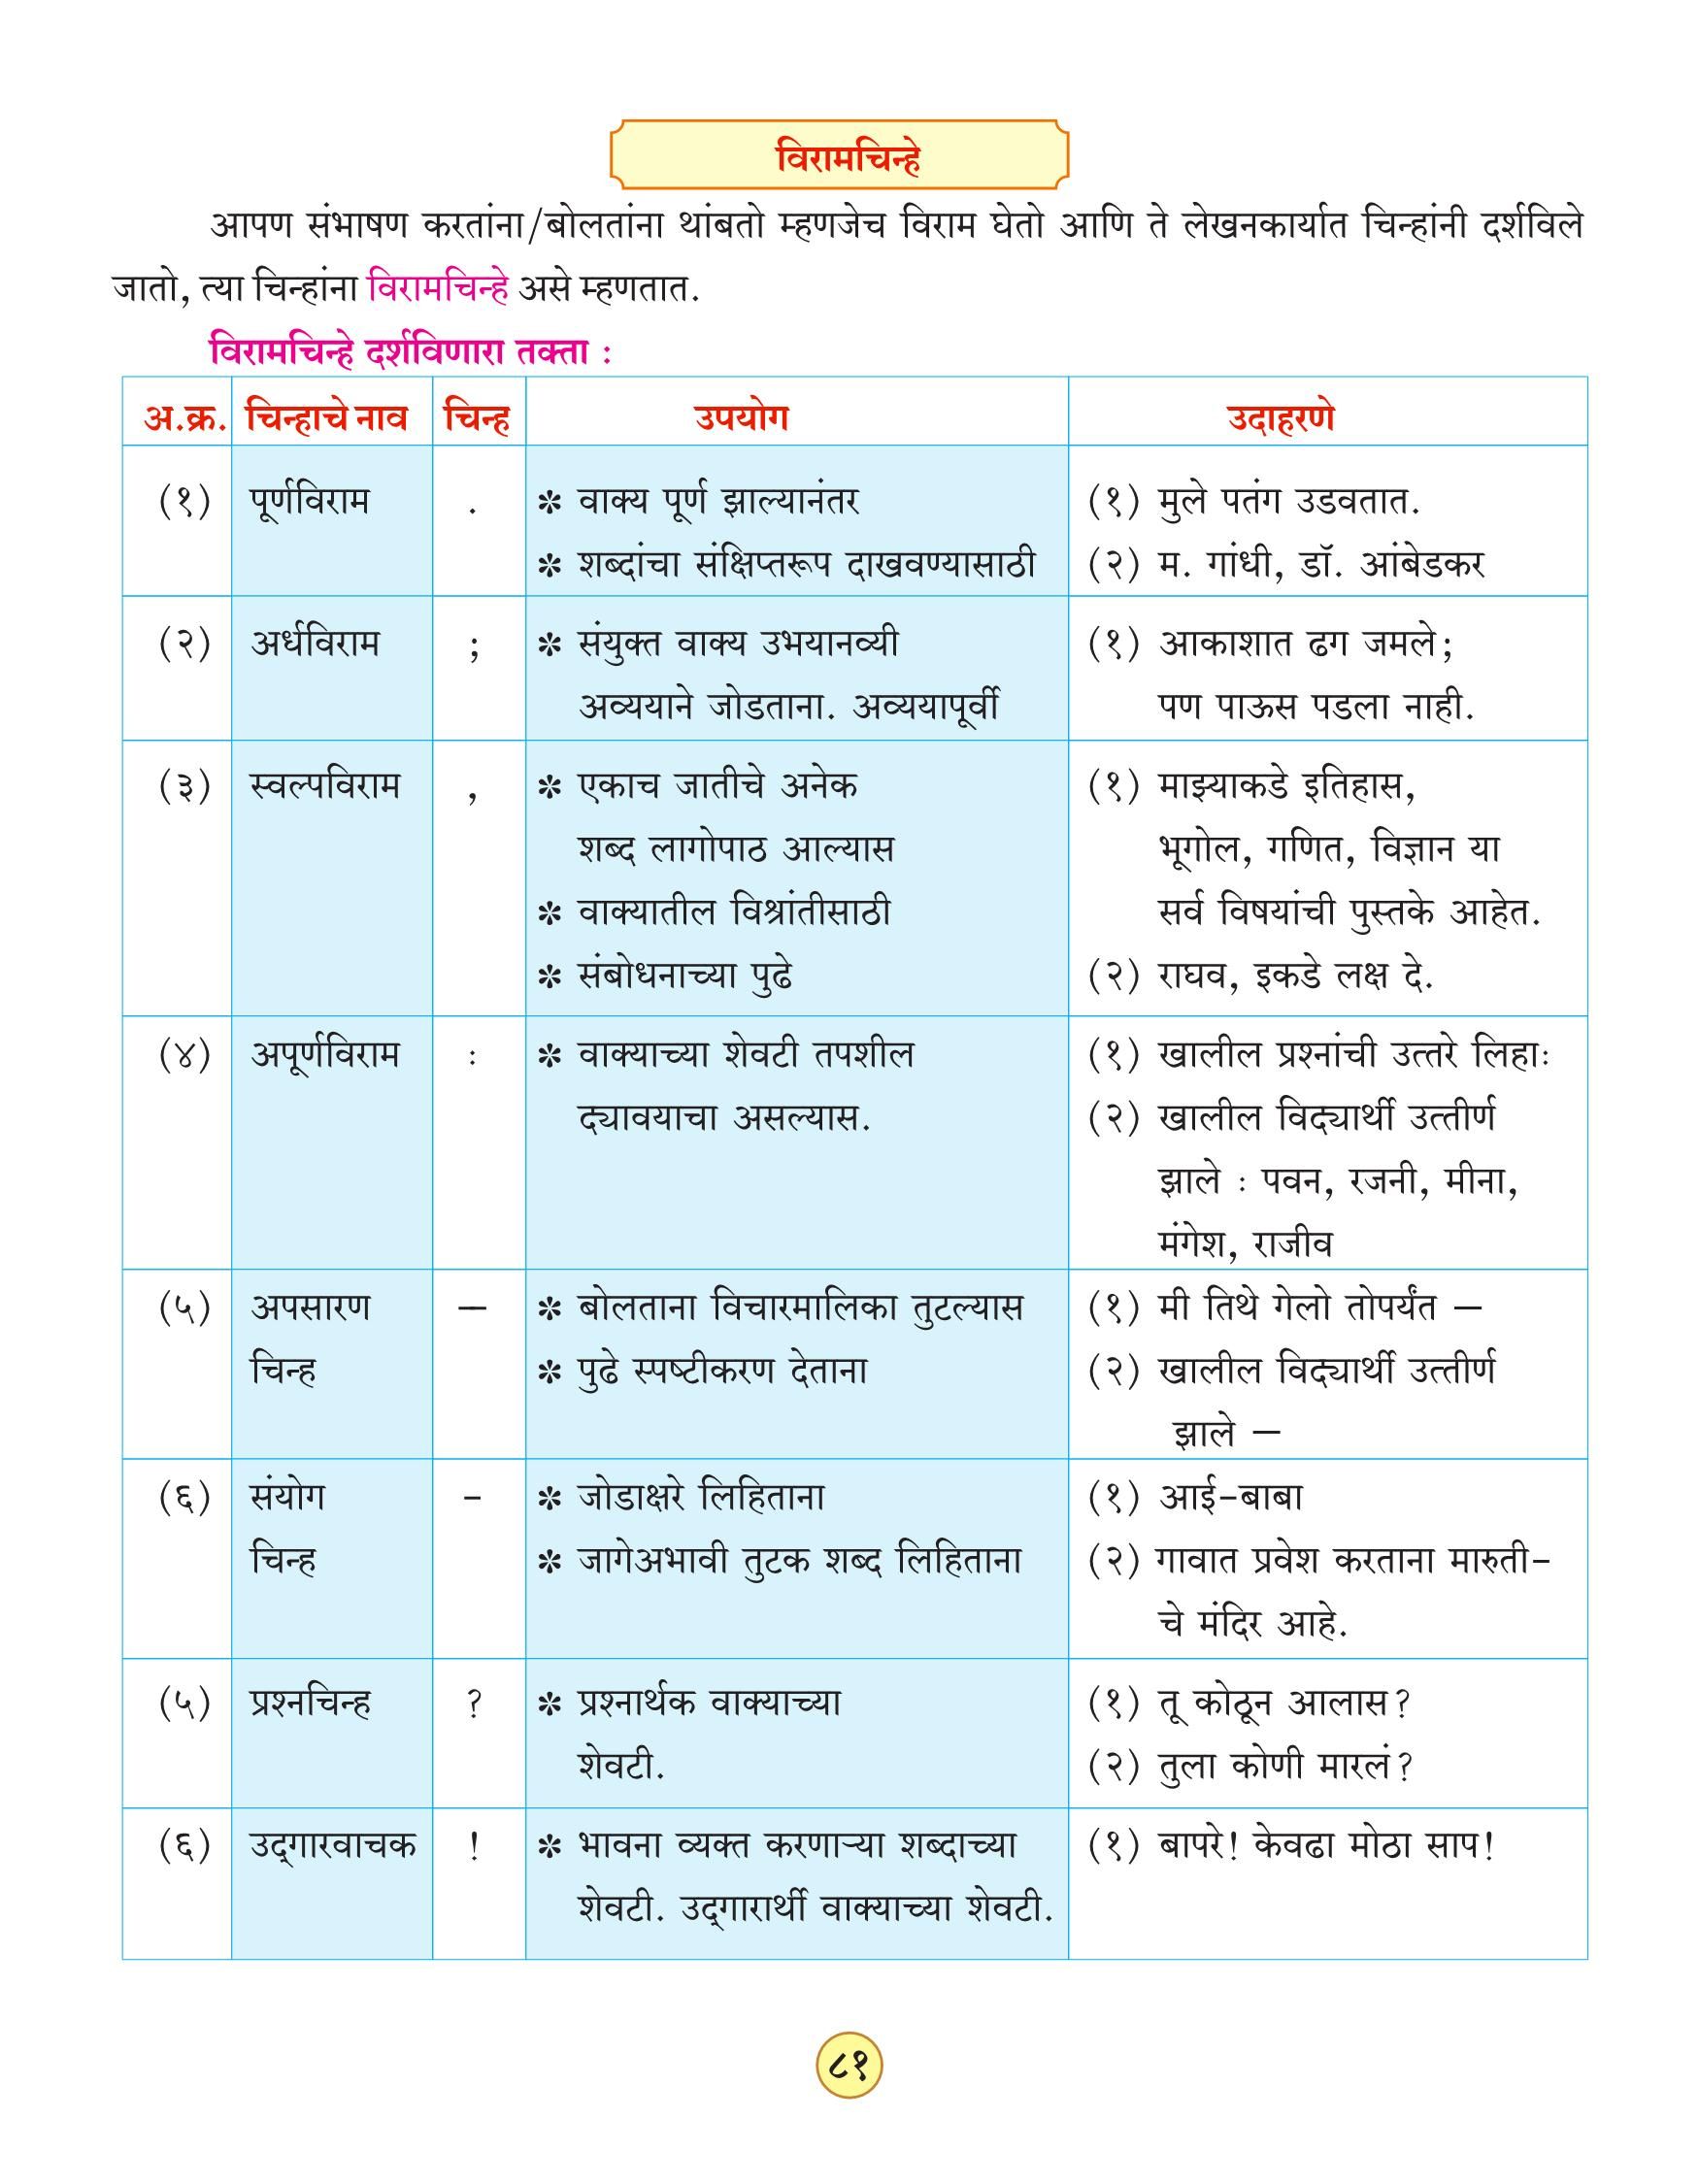 विरामचिन्हे
आपण संभाषण करतांना/बोलतांना थांबतो म्हणजेच विराम घेतो आणि ते लेखनकार्यात चिन्हांनी दर्शविले
जातो, त्या चिन्हांना विरामचिन्हे असे म्हणतात.
विरामचिन्हे दर्शविणारा तक्ता :
अ.क्र. चिन्हाचे नाव चिन्ह उपयोग उदाहरणे
(१) पूर्णविराम . ✻ वाक्य पूर्ण झाल्यानंतर (१) मुले पतंग उडवतात.
✻ शब्दांचा संक्षिप्तरूप दाखवण्यासाठी (२) म. गांधी, डॉ. आंबेडकर
(२) अर्धविराम ; ✻ संयुक्त वाक्य उभयानव्यी (१) आकाशात ढग जमले;
अव्ययाने जोडताना. अव्ययापूर्वी पण पाऊस पडला नाही.
(३) स्वल्पविराम , ✻ एकाच जातीचे अनेक (१) माझ्याकडे इतिहास,
शब्द लागोपाठ आल्यास भूगोल, गणित, विज्ञान या
✻ वाक्यातील विश्रांतीसाठी सर्व विषयांची पुस्तके आहेत.
✻ संबोधनाच्या पुढे (२) राघव, इकडे लक्ष दे.
(४) अपूर्णविराम : ✻ वाक्याच्या शेवटी तपशील (१) खालील प्रश्नांची उत्तरे लिहा:
द्यावयाचा असल्यास. (२) खालील विद्यार्थी उत्तीर्ण
झाले : पवन, रजनी, मीना,
मंगेश, राजीव
(५) अपसारण — ✻ बोलताना विचारमालिका तुटल्यास (१) मी तिथे गेलो तोपर्यंत —
चिन्ह ✻ पुढे स्पष्टीकरण देताना (२) खालील विद्यार्थी उत्तीर्ण
झाले —
(६) संयोग - ✻ जोडाक्षरे लिहिताना (१) आई-बाबा
चिन्ह ✻ जागेअभावी तुटक शब्द लिहिताना (२) गावात प्रवेश करताना मारुती-
चे मंदिर आहे.
(५) प्रश्नचिन्ह ? ✻ प्रश्नार्थक वाक्याच्या (१) तू कोठून आलास?
शेवटी. (२) तुला कोणी मारलं?
(६) उद्‌गारवाचक ! ✻ भावना व्यक्त करणाऱ्या शब्दाच्या (१) बापरे! केवढा मोठा साप!
शेवटी. उद्‌गारार्थी वाक्याच्या शेवटी.
८१